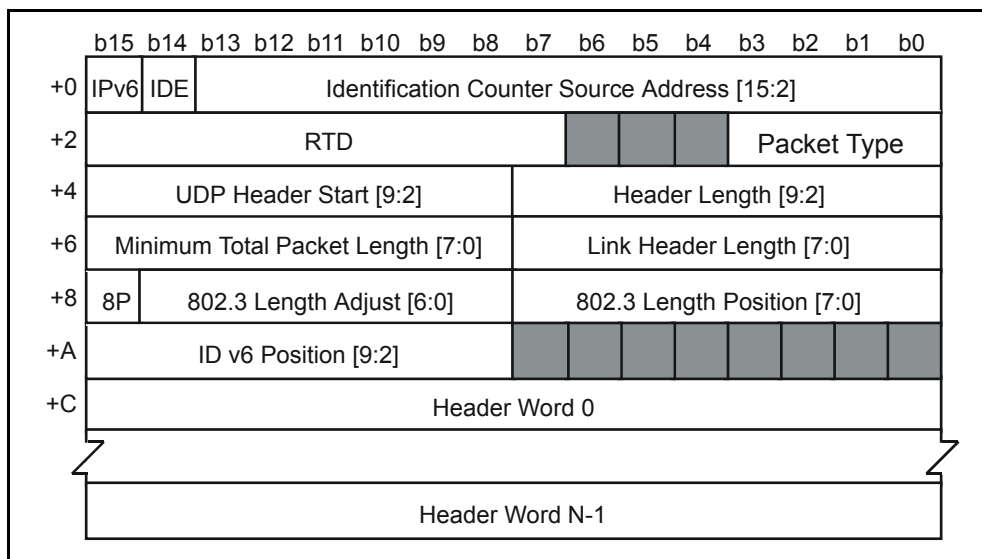 b15 b14 b13 b12 b11 b10 b9 b8 b7 b6 b5 b4 b3 b2 b1 b0
+0 IPv6 IDE Identification Counter Source Address [15:2]
+2 RTD Packet Type
+4 UDP Header Start [9:2] Header Length [9:2]
+6 Minimum Total Packet Length [7:0] Link Header Length [7:0]
+8 8P 802.3 Length Adjust [6:0] 802.3 Length Position [7:0]
+A ID v6 Position [9:2]
+C Header Word 0
Header Word N-1